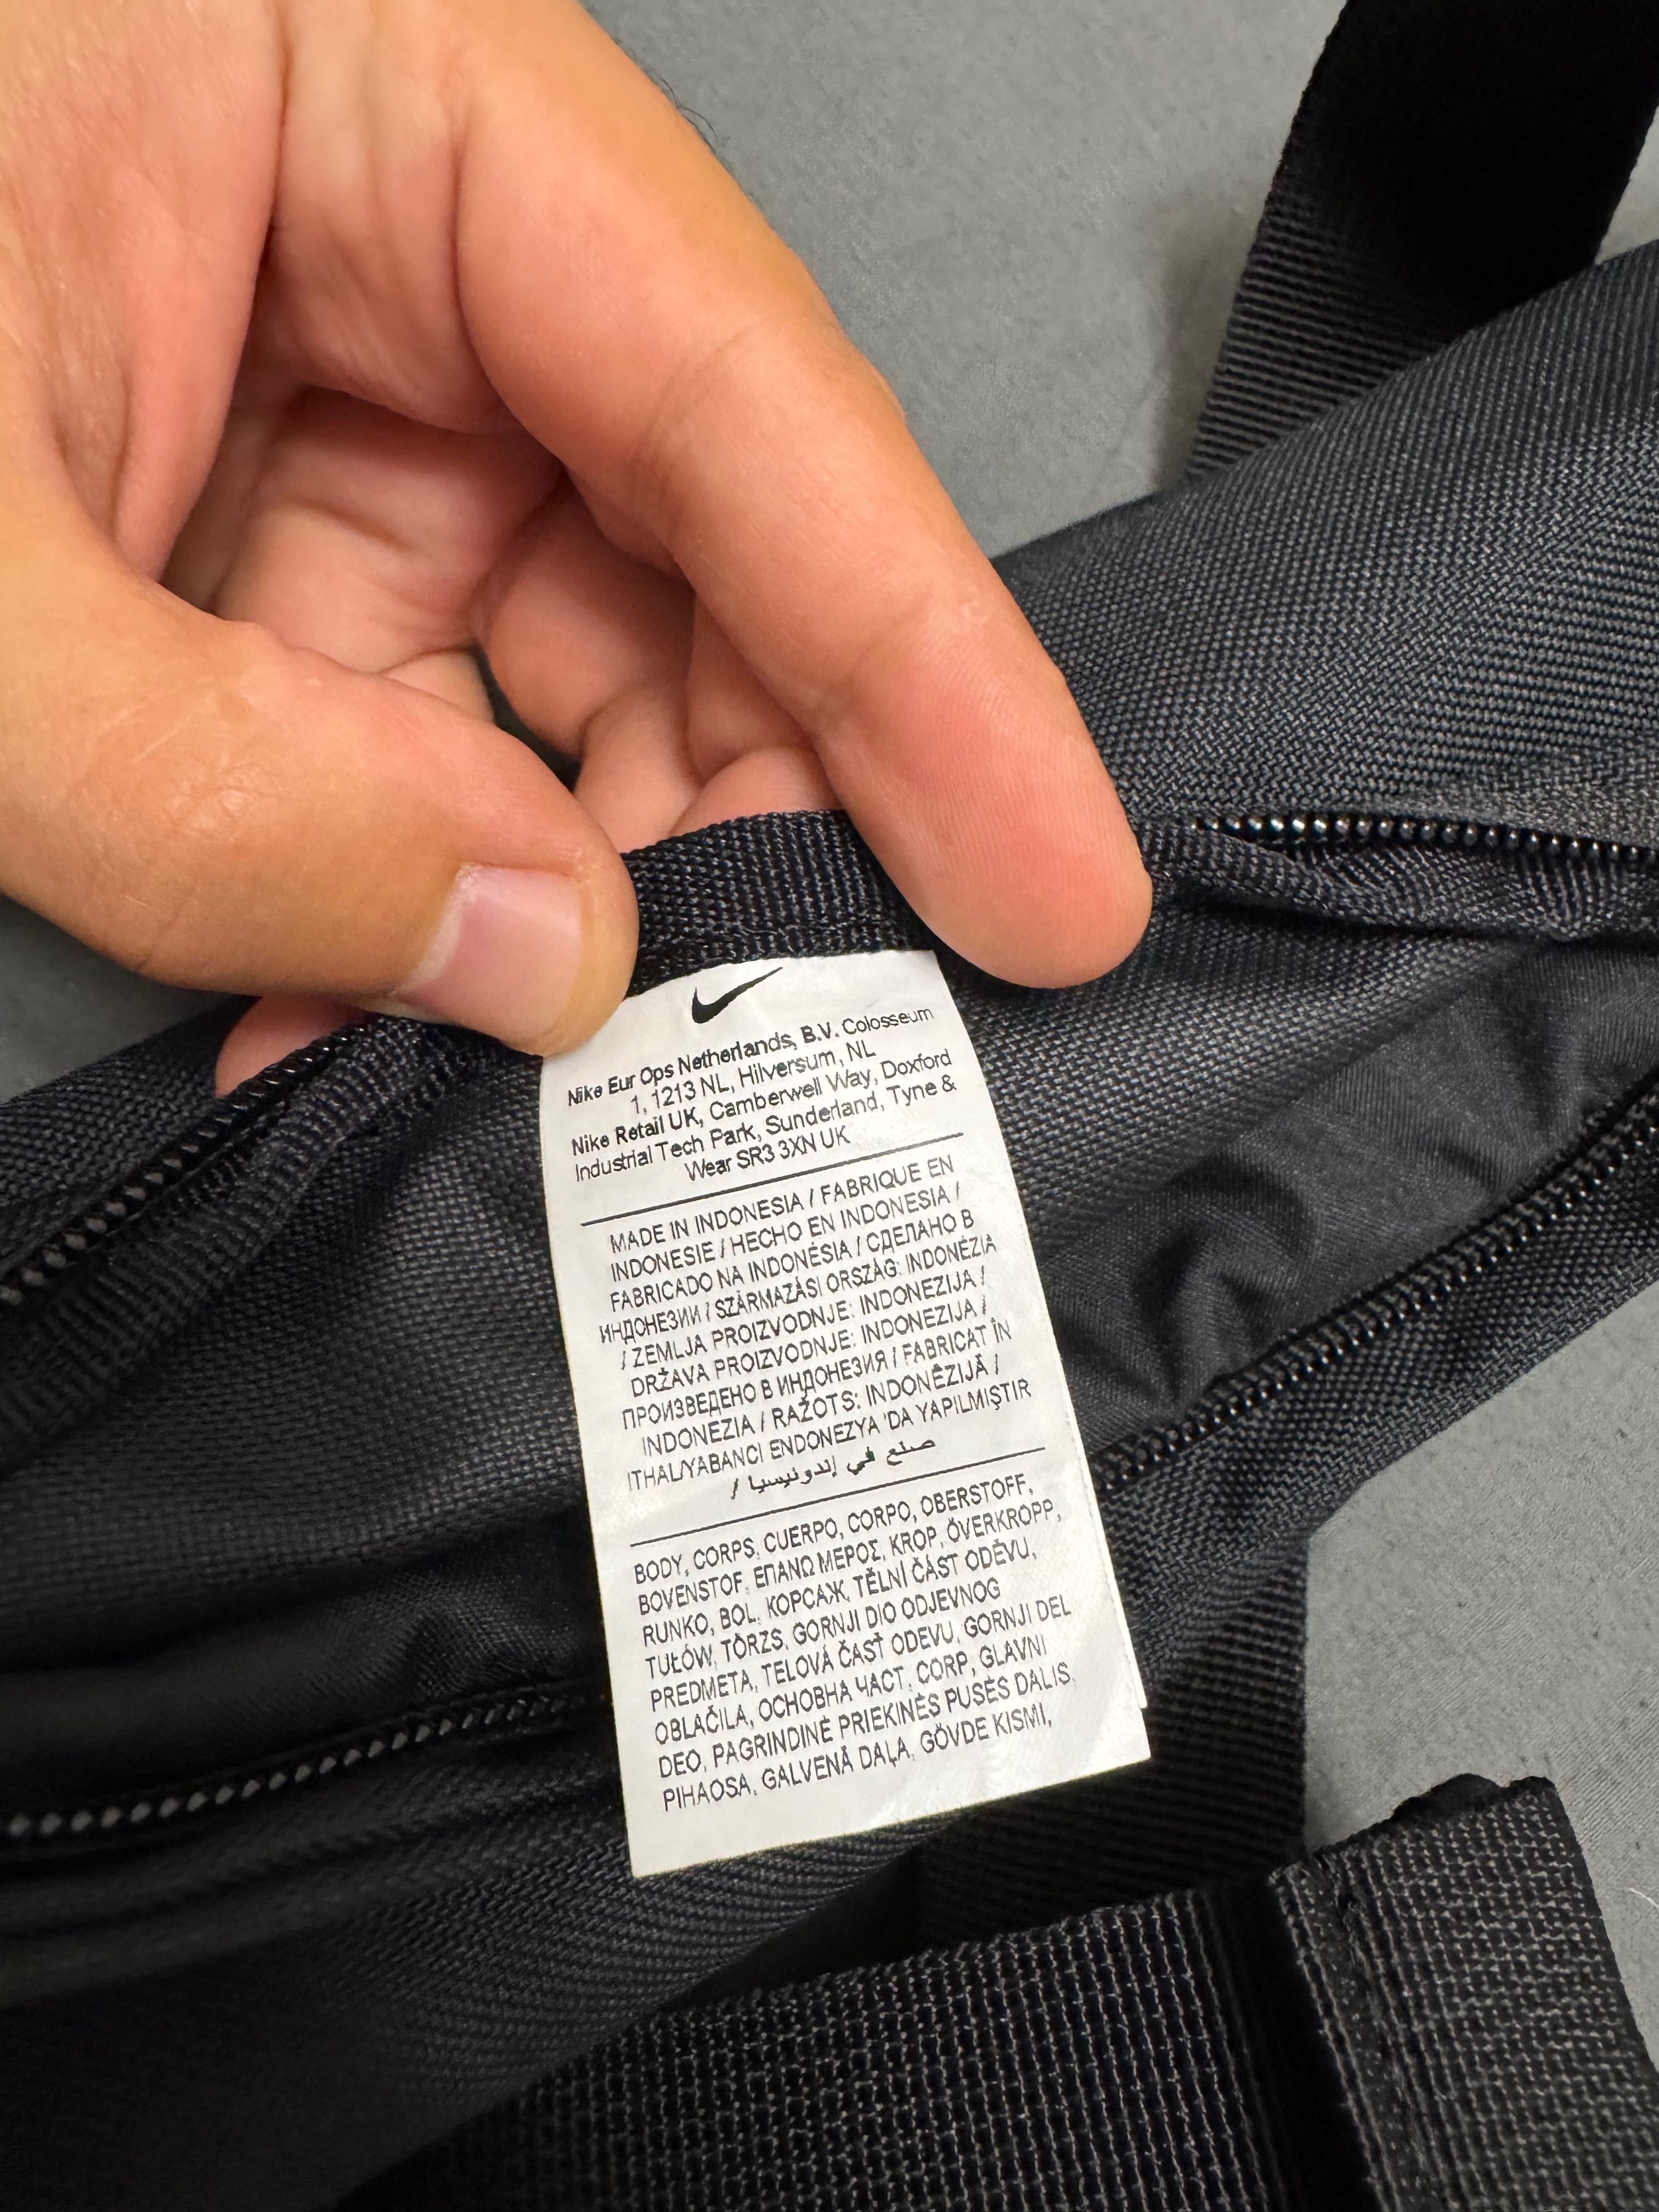 Nike Eur Ops Netherlands, B.V. Colosseum
1, 1213 NL, Hilversum, NL
Nike Retail UK, Camberwell Way, Doxford
Industrial Tech Park, Sunderland, Tyne &
Wear SR3 3XN UK
MADE IN INDONESIA / FABRIQUE EN
INDONESIE / HECHO EN INDONESIA /
FABRICADO NA INDONÉSIA / СДЕЛАНО В
ИНДОНЕЗИИ / SZÁRMAZÁSI ORSZÁG: INDONÉZIA
/ ZEMLJA PROIZVODNJE: INDONEZIJA /
DRŽAVA PROIZVODNJE: INDONEZIJA /
ПРОИЗВЕДЕНО В ИНДОНЕЗИЯ / FABRICAT ÎN
INDONEZIA / RAŽOTS: INDONĒZIJĀ /
ITHAL/YABANCI ENDONEZYA 'DA YAPILMIŞTIR
/ صنع في إندونيسيا
BODY, CORPS, CUERPO, CORPO, OBERSTOFF,
BOVENSTOF, ΕΠΑΝΩ ΜΕΡΟΣ, KROP, ÖVERKROPP,
RUNKO, BOL, КОРСАЖ, TĚLNÍ ČÁST ODĚVU,
TUŁÓW, TÖRZS, GORNJI DIO ODJEVNOG
PREDMETA, TELOVÁ ČASŤ ODEVU, GORNJI DEL
OBLAČILA, ОСНОВНА ЧАСТ, CORP, GLAVNI
DEO, PAGRINDINĖ PRIEKINĖS PUSĖS DALIS,
PIHAOSA, GALVENĀ DAĻA, GÖVDE KISMI,